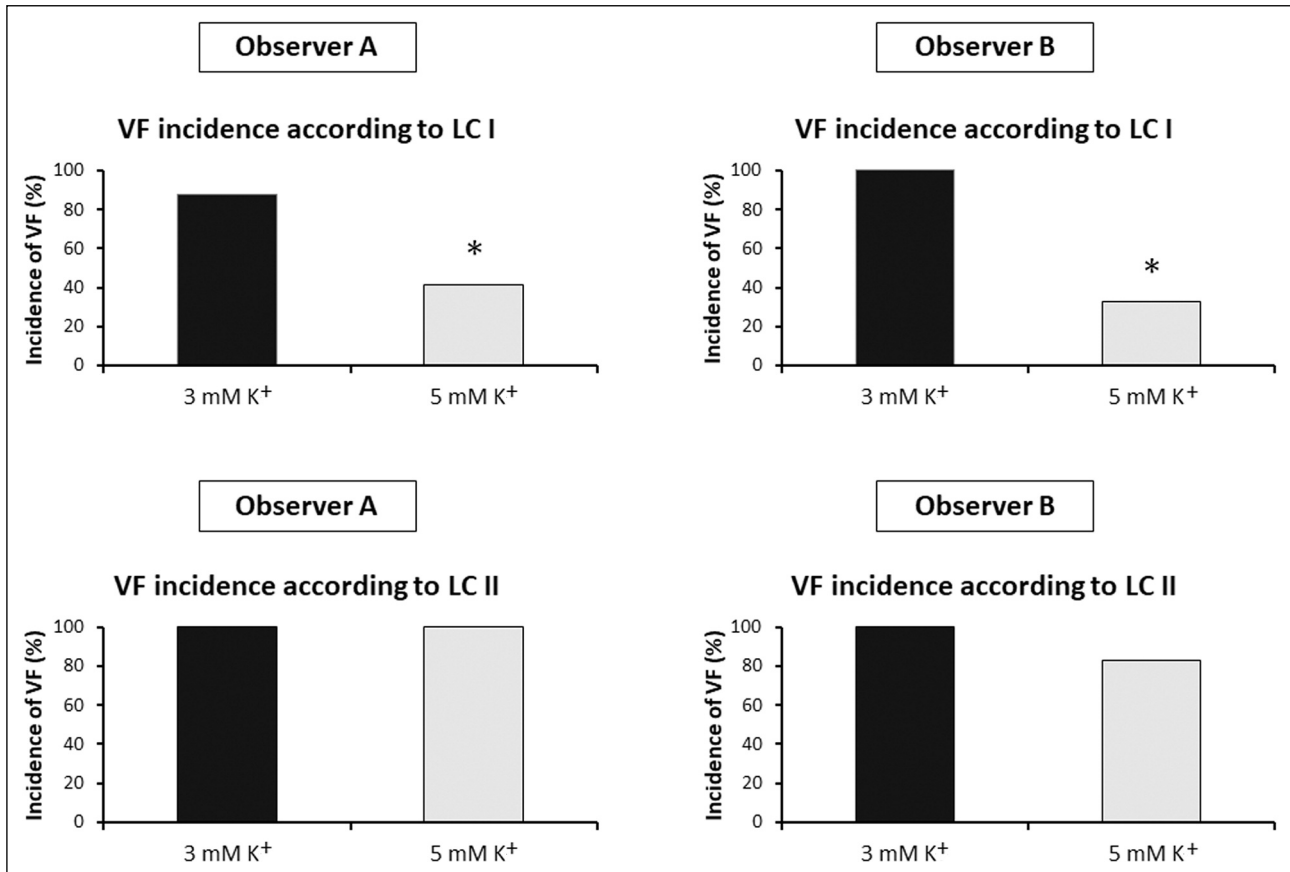 Observer A
VF incidence according to LC I
Incidence of VF (%)
100
80
60
40
20
0
*
3 mM K⁺
5 mM K⁺
Observer B
VF incidence according to LC I
Incidence of VF (%)
100
80
60
40
20
0
*
3 mM K⁺
5 mM K⁺
Observer A
VF incidence according to LC II
Incidence of VF (%)
100
80
60
40
20
0
3 mM K⁺
5 mM K⁺
Observer B
VF incidence according to LC II
Incidence of VF (%)
100
80
60
40
20
0
3 mM K⁺
5 mM K⁺